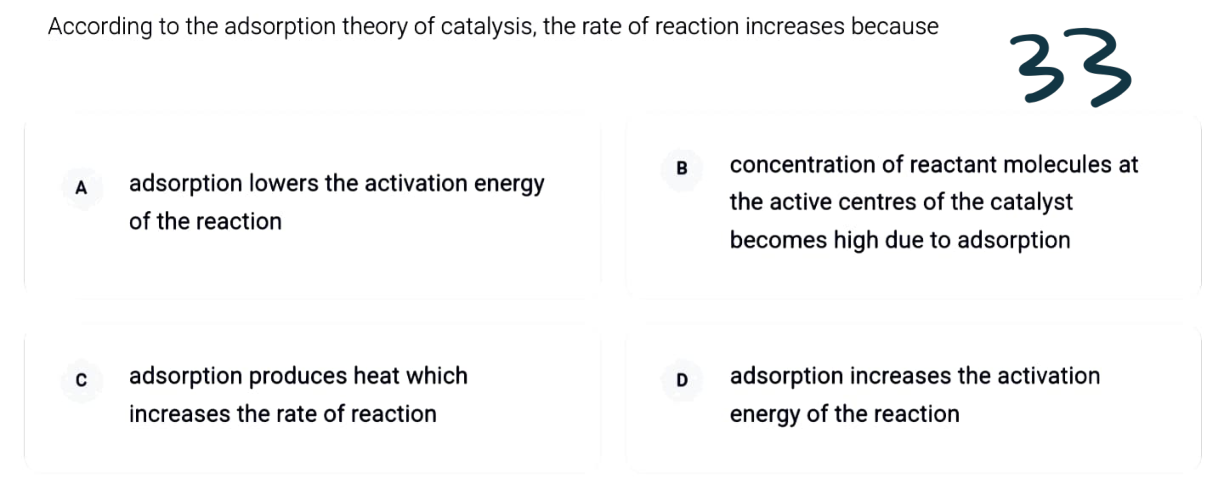 According to the adsorption theory of catalysis, the rate of reaction increases because
33
A adsorption lowers the activation energy
of the reaction
B concentration of reactant molecules at
the active centres of the catalyst
becomes high due to adsorption
C adsorption produces heat which
increases the rate of reaction
D adsorption increases the activation
energy of the reaction